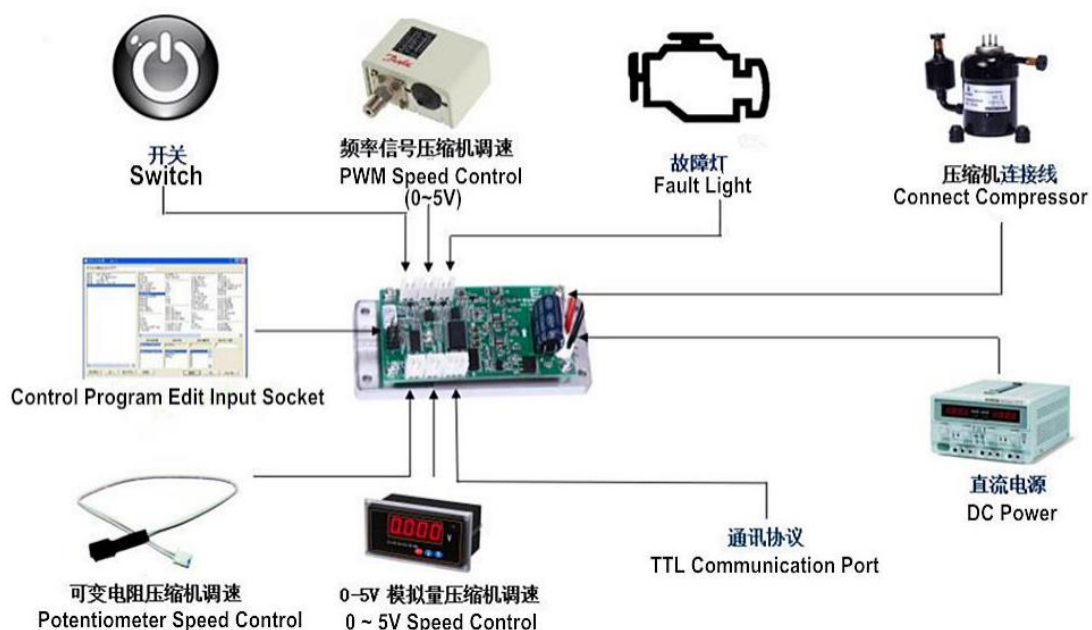 开关
Switch
频率信号压缩机调速
PWM Speed Control
(0~5V)
故障灯
Fault Light
压缩机连接线
Connect Compressor
Control Program Edit Input Socket
直流电源
DC Power
可变电阻压缩机调速
Potentiometer Speed Control
0.000
V
0-5V 模拟量压缩机调速
0 ~ 5V Speed Control
通讯协议
TTL Communication Port